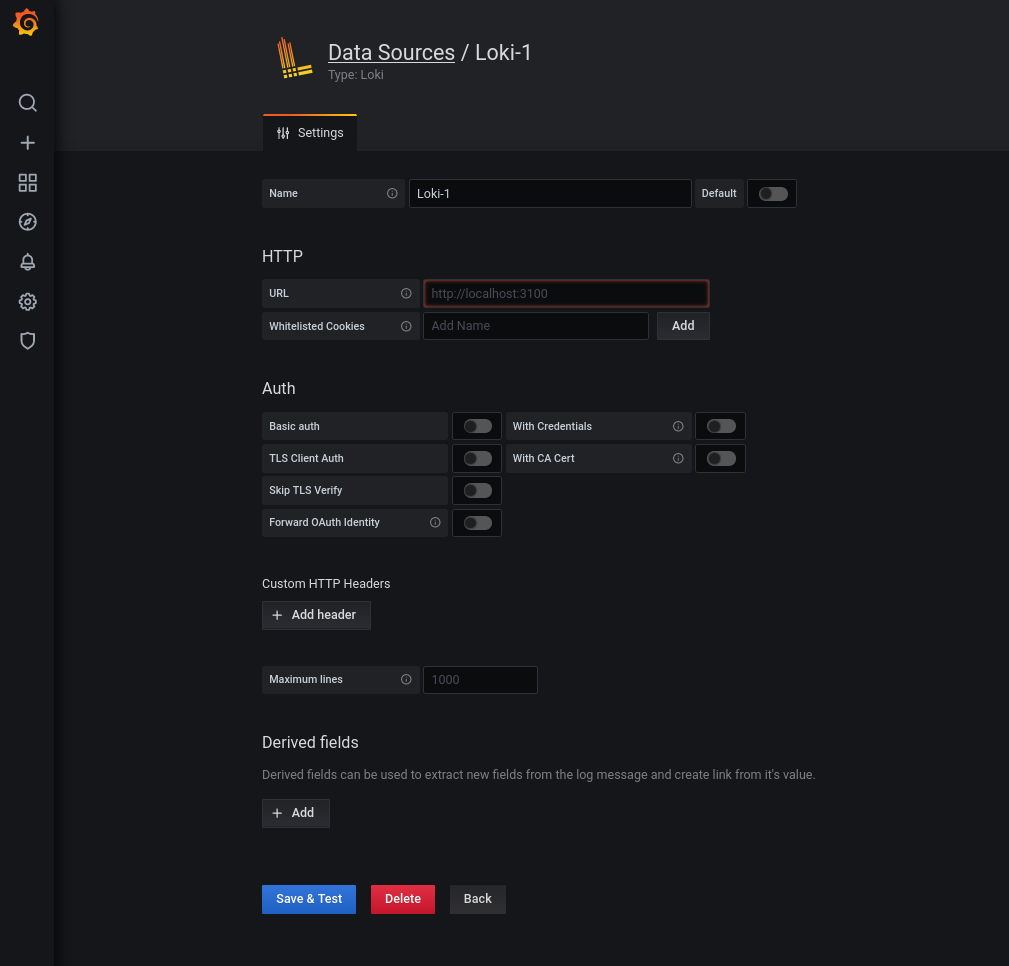 Data Sources / Loki-1
Type: Loki
Settings
Name Loki-1 Default
HTTP
URL http://localhost:3100
Whitelisted Cookies Add Name Add
Auth
Basic auth With Credentials
TLS Client Auth With CA Cert
Skip TLS Verify
Forward OAuth Identity
Custom HTTP Headers
Add header
Maximum lines 1000
Derived fields
Derived fields can be used to extract new fields from the log message and create link from it's value.
Add
Save & Test Delete Back